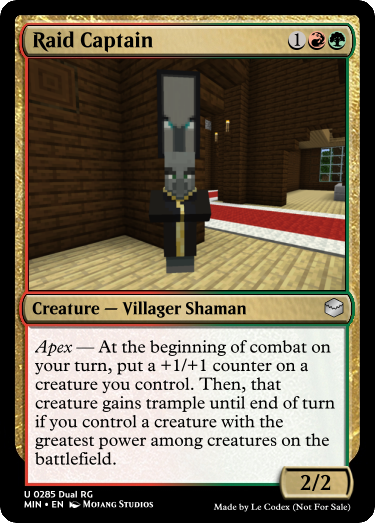 Raid Captain 1
Creature — Villager Shaman
Apex — At the beginning of combat on
your turn, put a +1/+1 counter on a
creature you control. Then, that
creature gains trample until end of turn
if you control a creature with the
greatest power among creatures on the
battlefield.
2/2
U 0285 Dual RG
MIN • EN Mojang Studios
Made by Le Codex (Not For Sale)